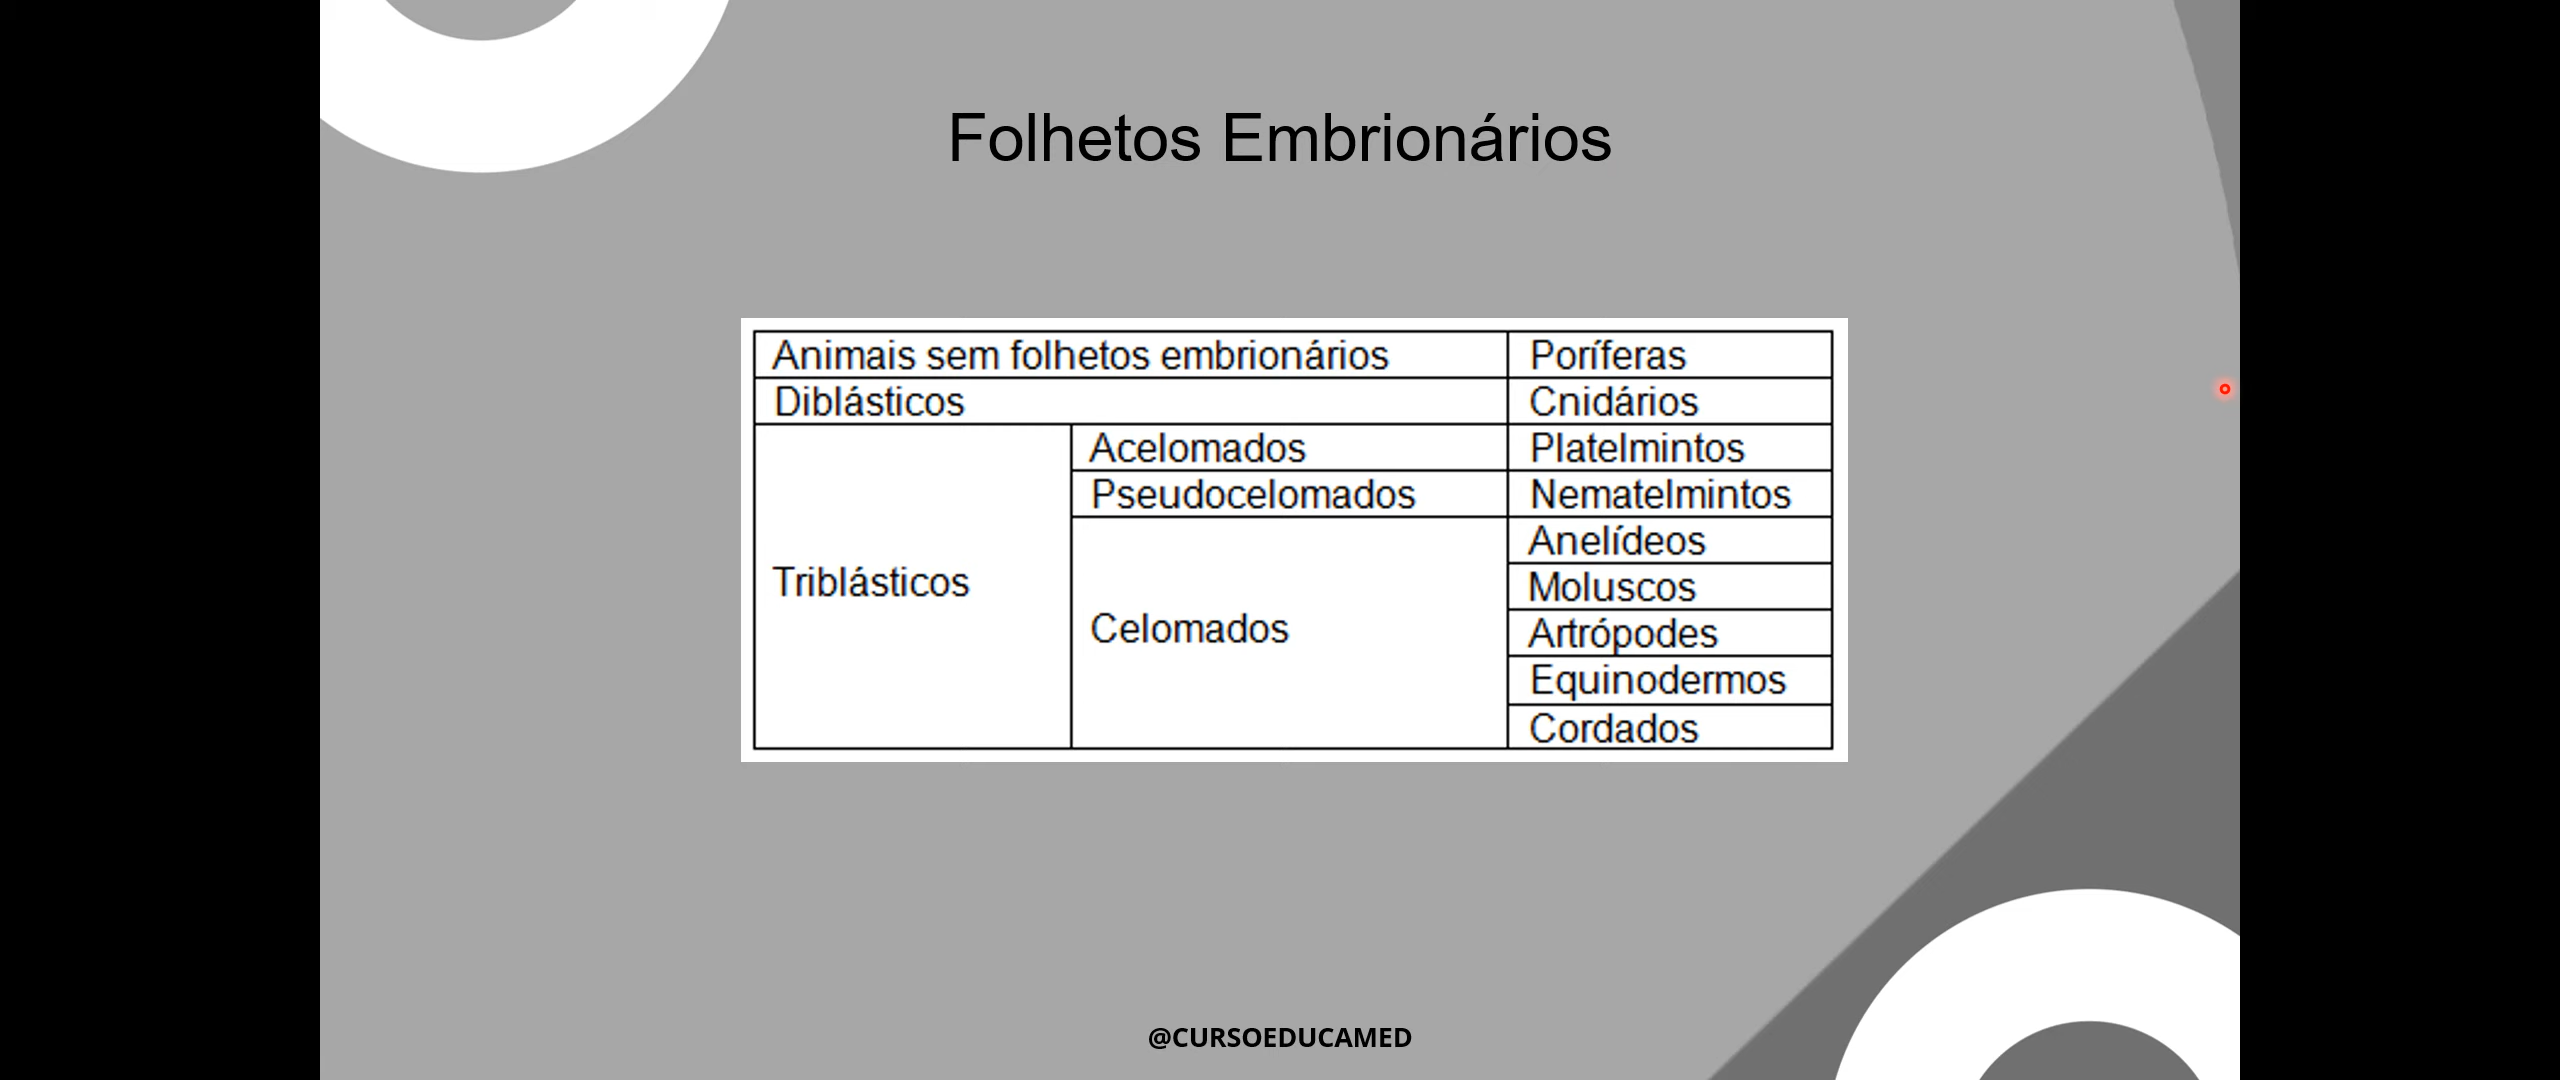 Folhetos Embrionários
Animais sem folhetos embrionários Poríferas
Diblásticos Cnidários
Acelomados Platelmintos
Pseudocelomados Nematelmintos
Anelídeos
Moluscos
Triblásticos
Celomados
Artrópodes
Equinodermos
Cordados
@CURSOEDUCAMED